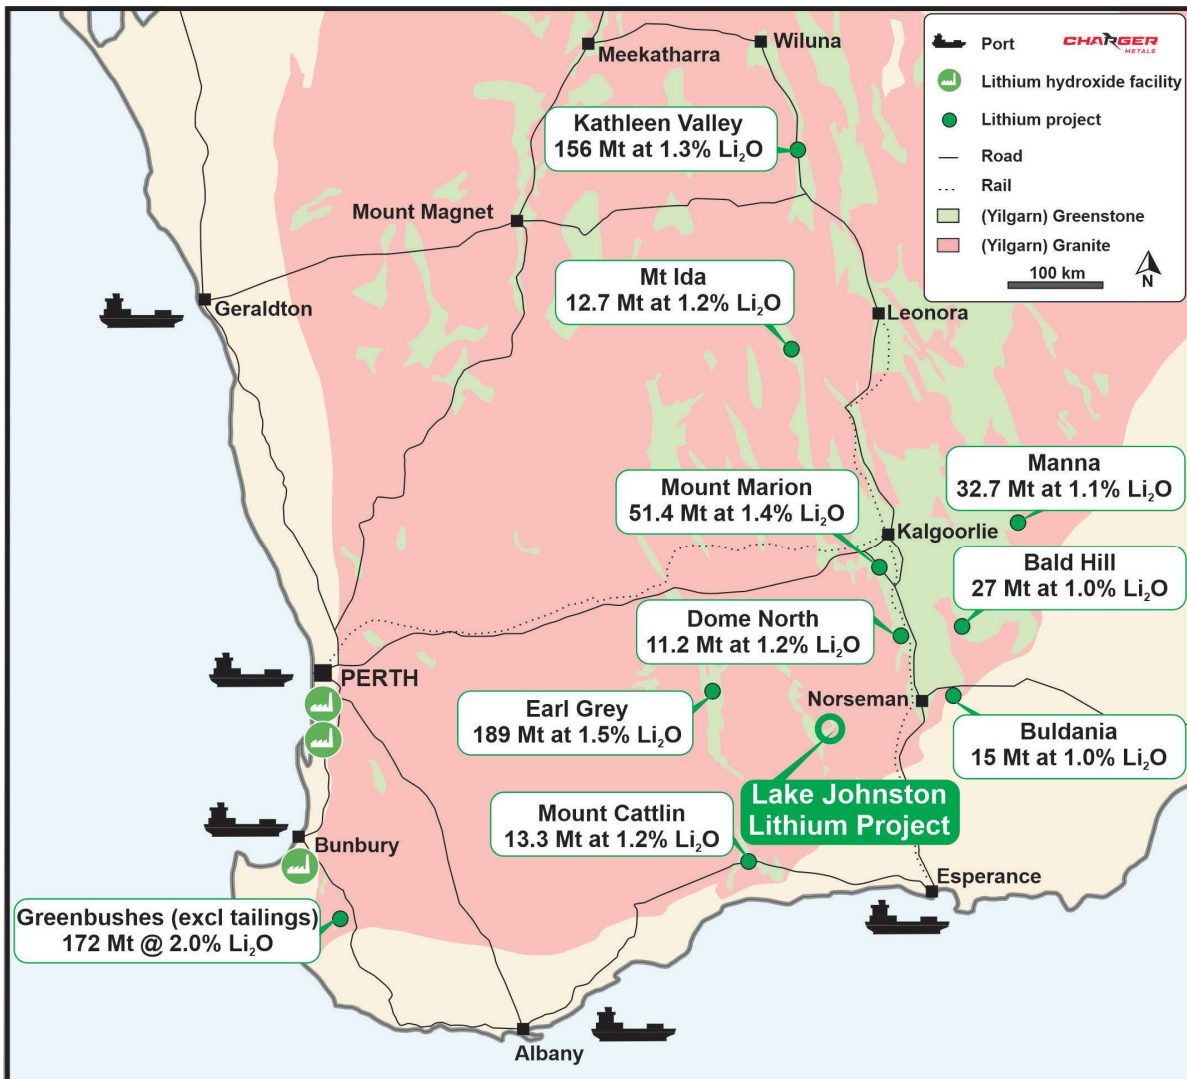 Meekatharra
Wiluna
Port
CHARGER
METALS
Lithium hydroxide facility
Lithium project
Road
Rail
(Yilgarn) Greenstone
(Yilgarn) Granite
100 km
N
Kathleen Valley
156 Mt at 1.3% Li₂O
Mount Magnet
Mt Ida
12.7 Mt at 1.2% Li₂O
Geraldton
Leonora
Manna
32.7 Mt at 1.1% Li₂O
Mount Marion
51.4 Mt at 1.4% Li₂O
Kalgoorlie
Bald Hill
27 Mt at 1.0% Li₂O
Dome North
11.2 Mt at 1.2% Li₂O
PERTH
Norseman
Earl Grey
189 Mt at 1.5% Li₂O
Buldania
15 Mt at 1.0% Li₂O
Lake Johnston
Lithium Project
Mount Cattlin
13.3 Mt at 1.2% Li₂O
Bunbury
Esperance
Greenbushes (excl tailings)
172 Mt @ 2.0% Li₂O
Albany